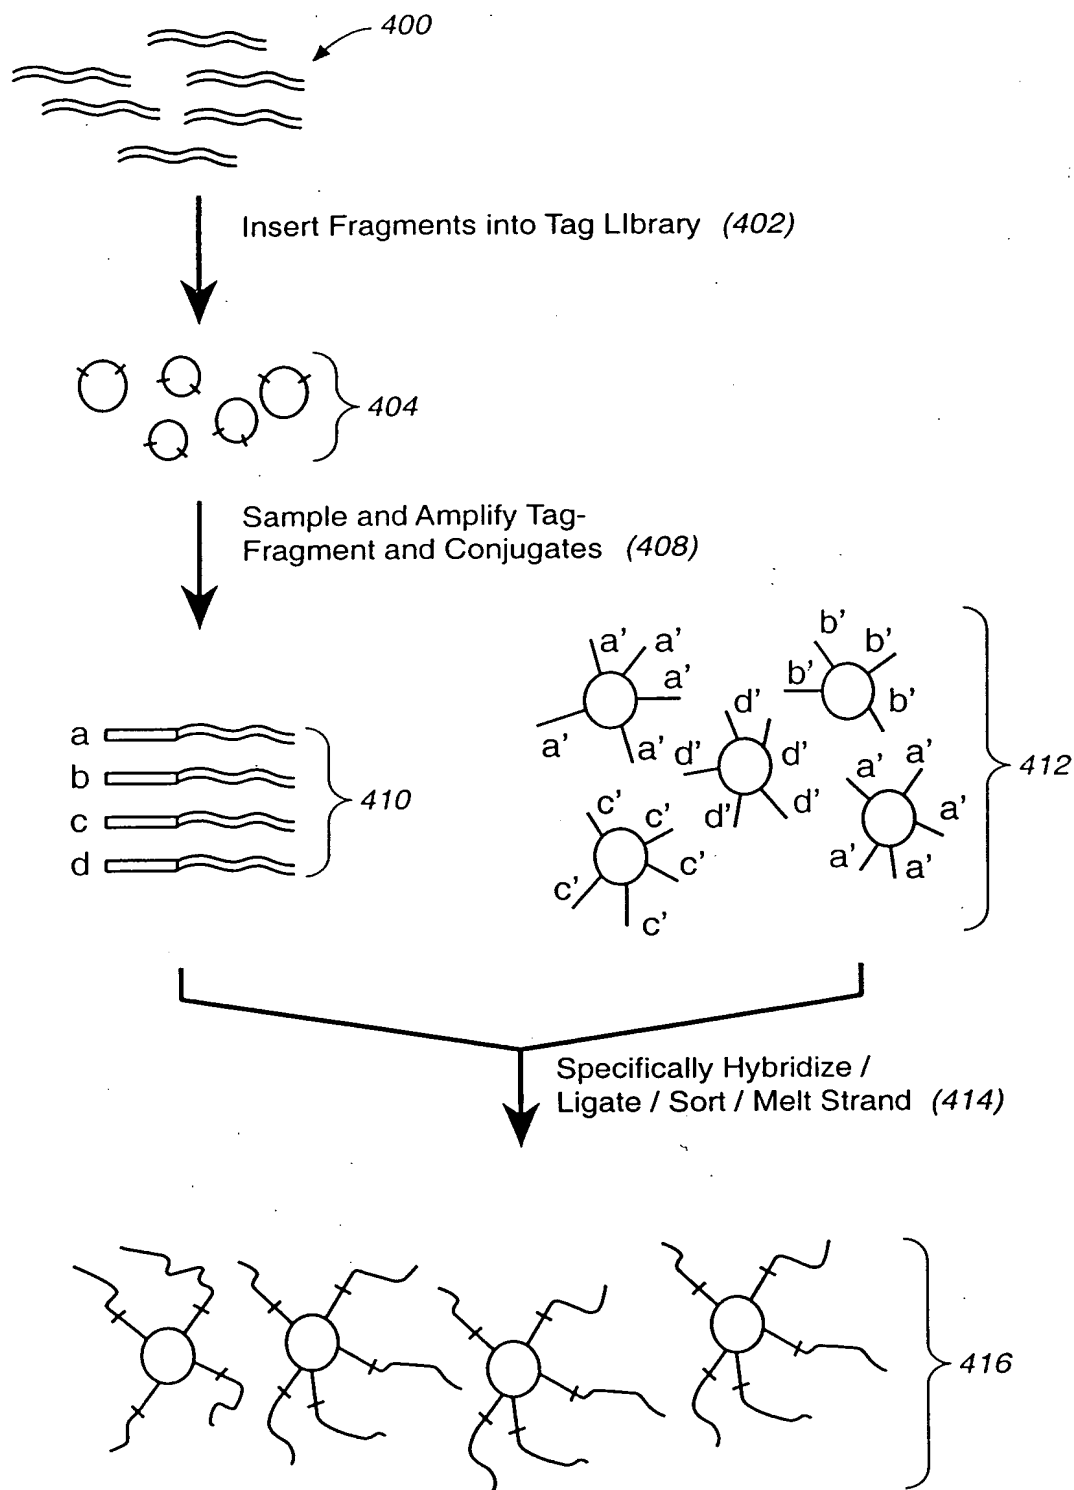 400
Insert Fragments into Tag LIbrary (402)
404
Sample and Amplify Tag-
Fragment and Conjugates (408)
a
b
c
d
410
a' a' a' a' a'
b' b' b' b'
d' d' d' d' d'
c' c' c' c' c'
a' a' a' a' a'
412
Specifically Hybridize /
Ligate / Sort / Melt Strand (414)
416